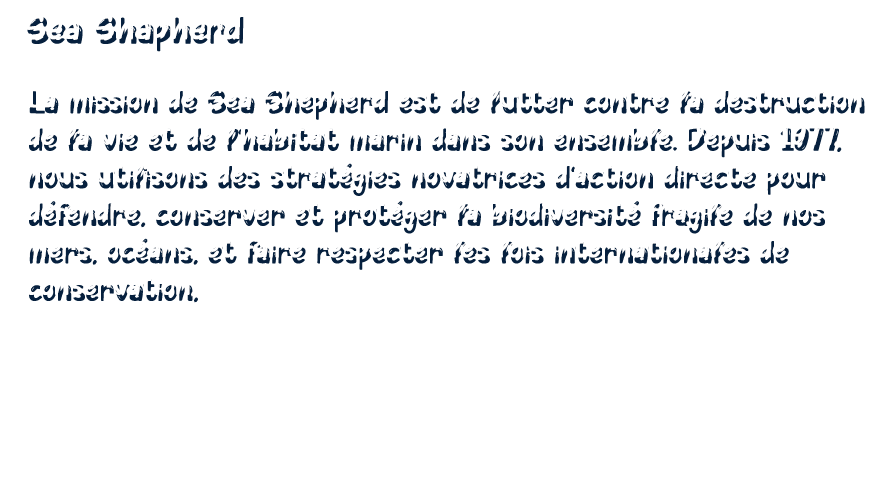 Sea Shapherd
La mission de Sea Shepherd est de lutter contre la destruction
de la vie et de l'habitat marin dans son ensemble. Depuis 1977,
nous utilisons des stratégies novatrices d'action directe pour
défendre, conserver et protéger la biodiversité fragile de nos
mers, océans, et faire respecter les lois internationales de
conservation.